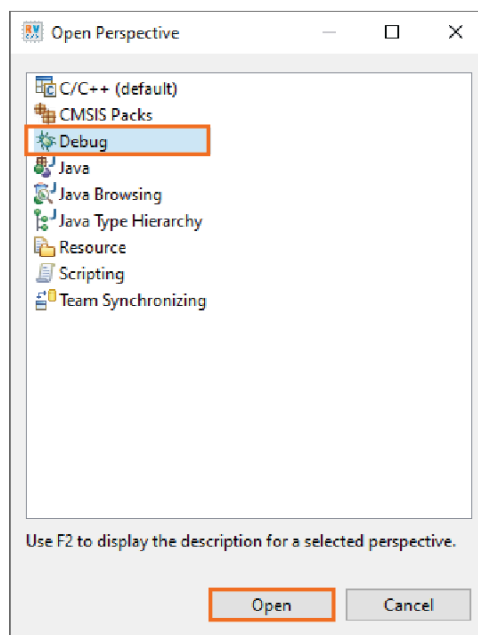 Open Perspective
C/C++ (default)
CMSIS Packs
Debug
Java
Java Browsing
Java Type Hierarchy
Resource
Scripting
Team Synchronizing
Use F2 to display the description for a selected perspective.
Open
Cancel